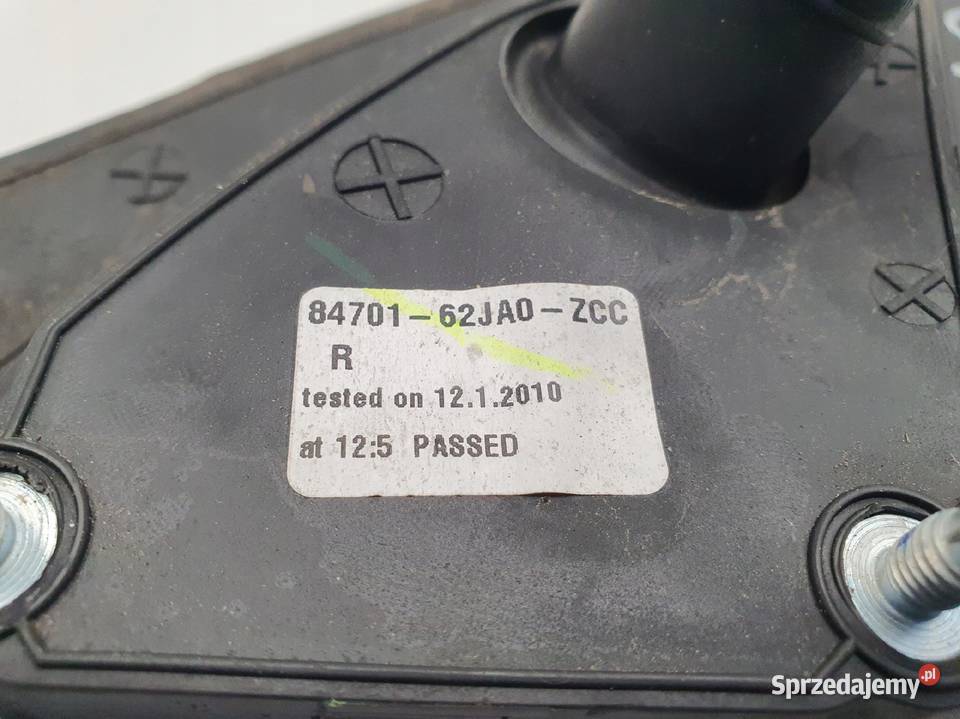 84701-62JA0-ZCC
R
tested on 12.1.2010
at 12:5 PASSED
Sprzedajemy.pl